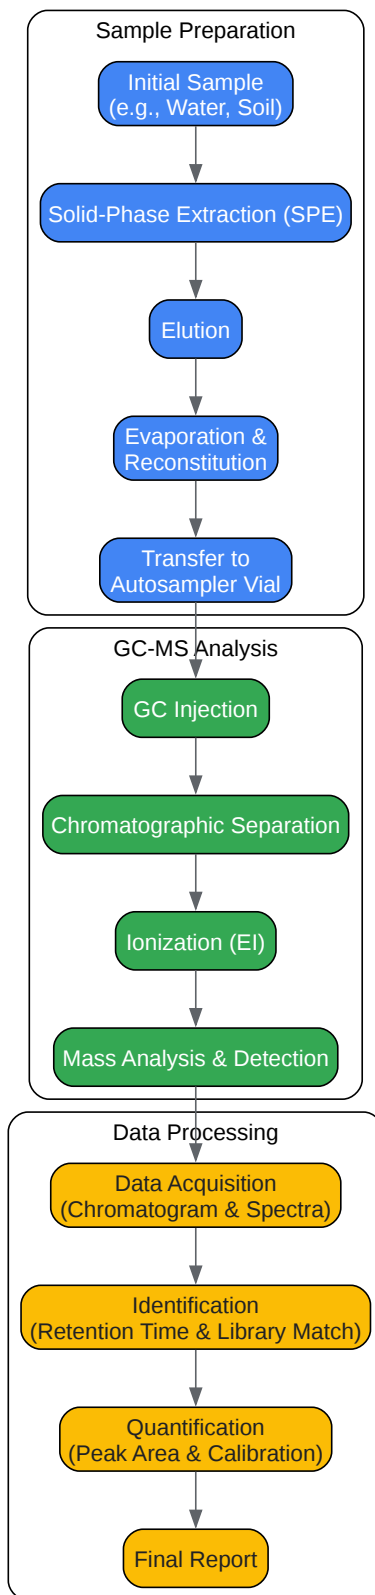 Sample Preparation
Initial Sample
(e.g., Water, Soil)
Solid-Phase Extraction (SPE)
Elution
Evaporation &
Reconstitution
Transfer to
Autosampler Vial
GC-MS Analysis
GC Injection
Chromatographic Separation
Ionization (EI)
Mass Analysis & Detection
Data Processing
Data Acquisition
(Chromatogram & Spectra)
Identification
(Retention Time & Library Match)
Quantification
(Peak Area & Calibration)
Final Report